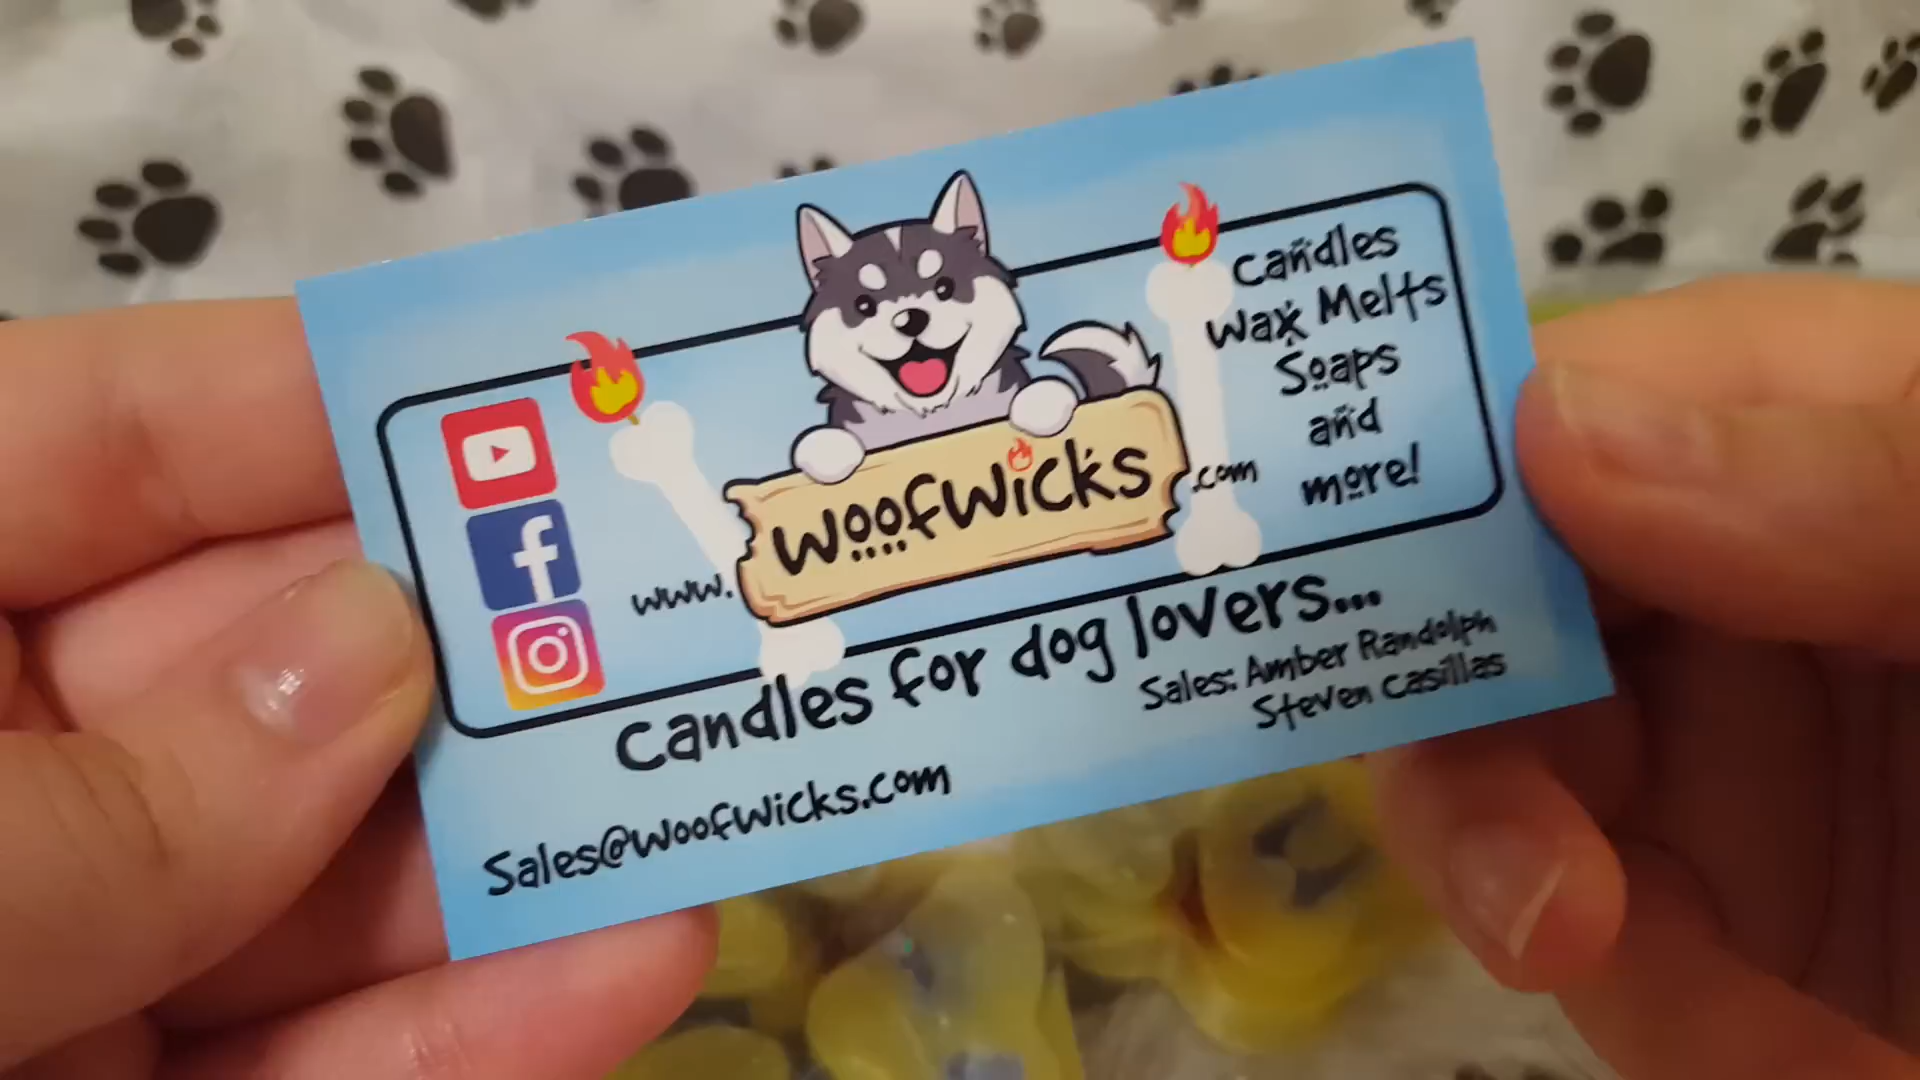 Candles
Wax Melts
Soaps
and
more!
www.WoofWicks.com
Candles for dog lovers...
Sales: Amber Randolph
Steven Casillas
Sales@WoofWicks.com